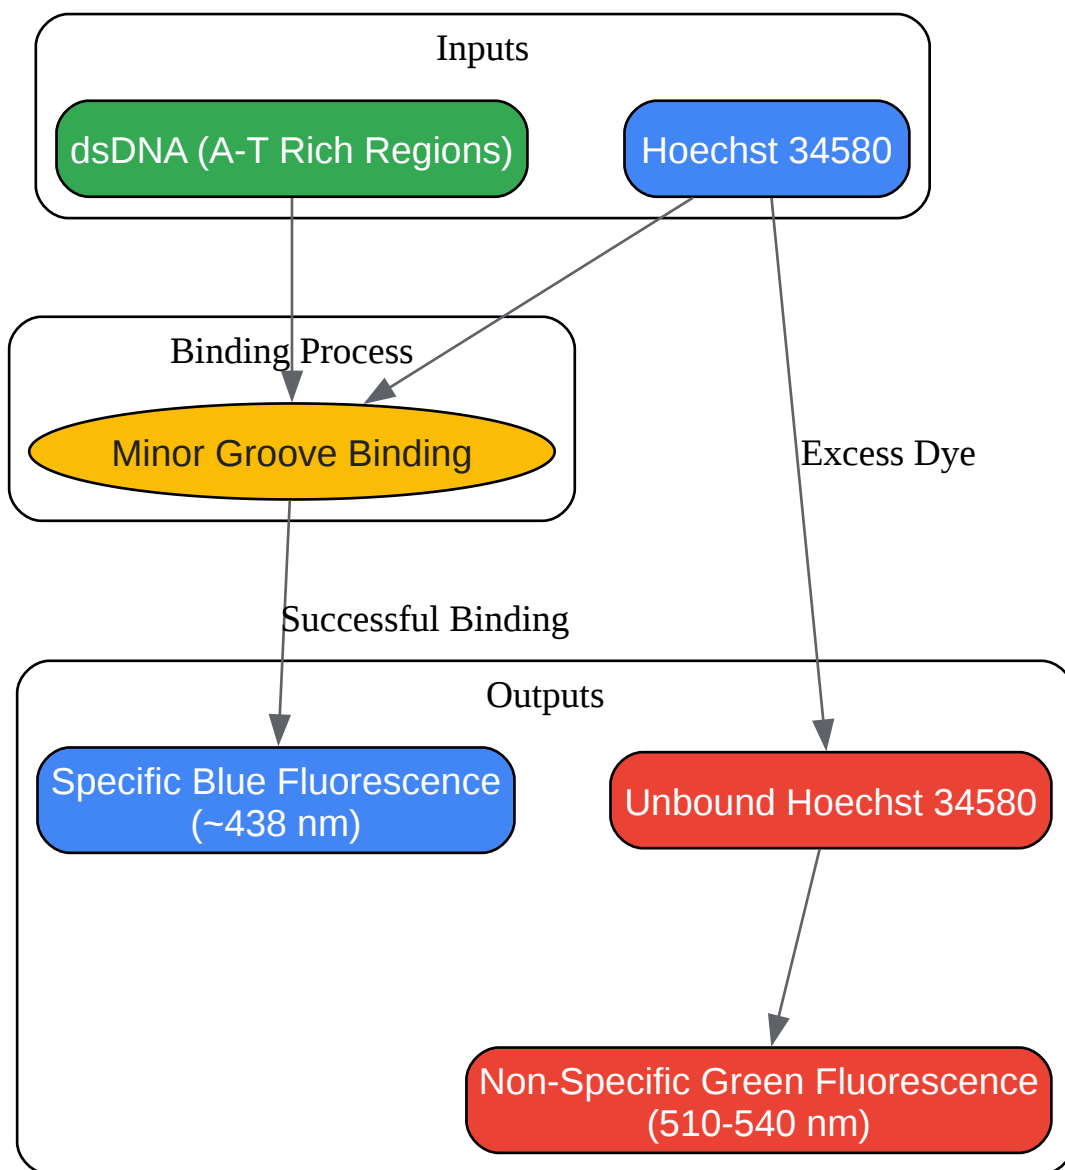 Inputs
dsDNA (A-T Rich Regions)
Hoechst 34580
Binding Process
Minor Groove Binding
Excess Dye
Successful Binding
Outputs
Specific Blue Fluorescence
(~438 nm)
Unbound Hoechst 34580
Non-Specific Green Fluorescence
(510-540 nm)